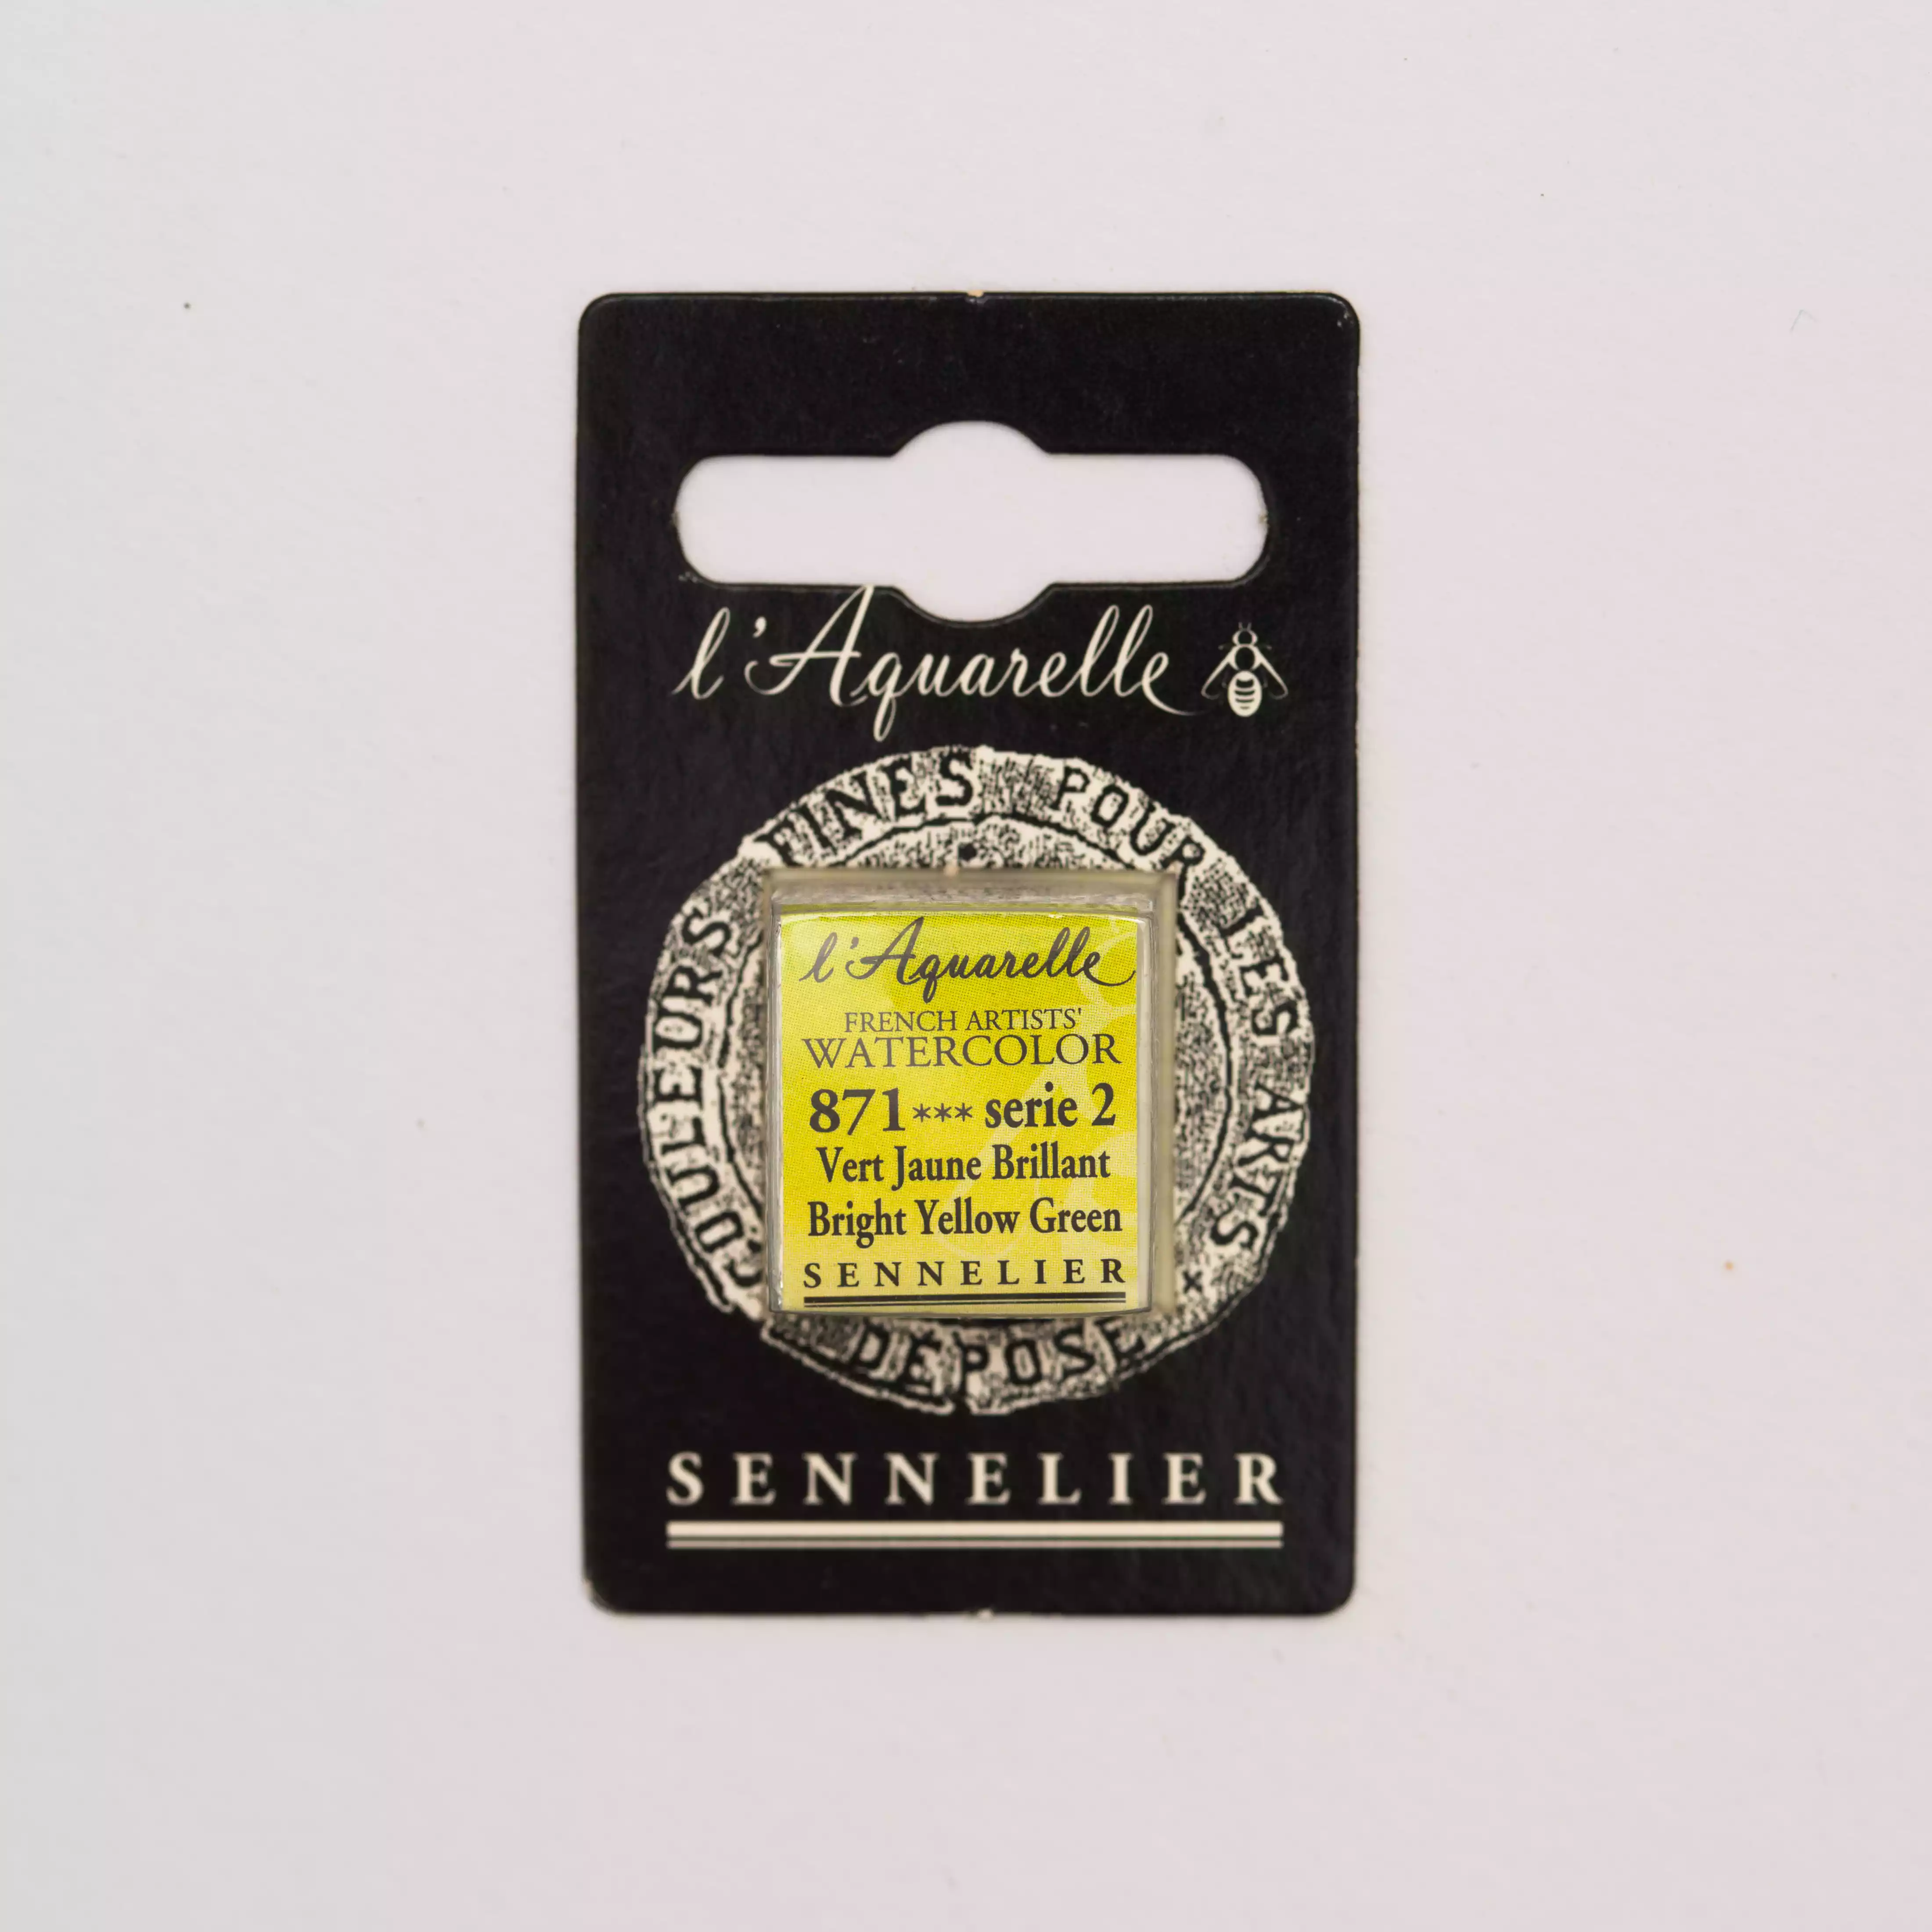 l'Aquarelle
COULEURS FINES POUR LES ARTS
l'Aquarelle
FRENCH ARTISTS'
WATERCOLOR
871*** serie 2
Vert Jaune Brillant
Bright Yellow Green
SENNELIER
DÉPOSÉ
SENNELIER